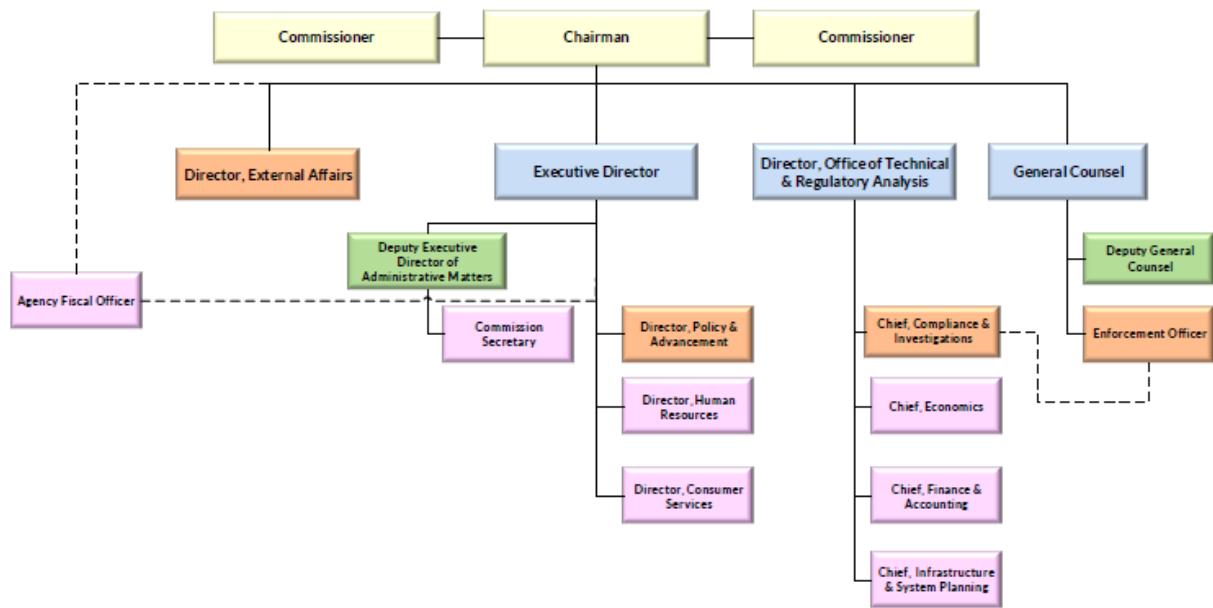 Commissioner
Chairman
Commissioner
Director, External Affairs
Executive Director
Director, Office of Technical
& Regulatory Analysis
General Counsel
Deputy Executive
Director of
Administrative Matters
Deputy General
Counsel
Agency Fiscal Officer
Commission
Secretary
Director, Policy &
Advancement
Chief, Compliance &
Investigations
Enforcement Officer
Director, Human
Resources
Chief, Economics
Director, Consumer
Services
Chief, Finance &
Accounting
Chief, Infrastructure
& System Planning